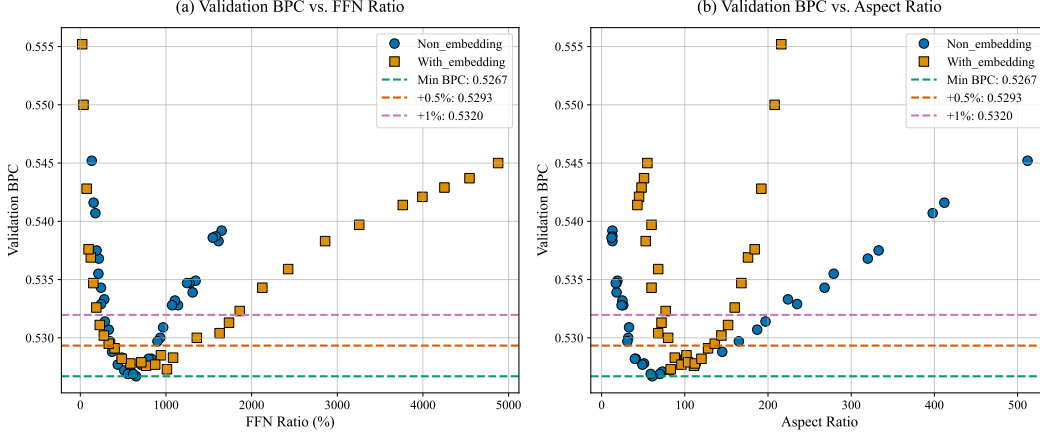 (a) Validation BPC vs. FFN Ratio
Validation BPC
0.555
0.550
0.545
0.540
0.535
0.530
Non_embedding
With_embedding
Min BPC: 0.5267
+0.5%: 0.5293
+1%: 0.5320
0
1000
2000
3000
4000
5000
FFN Ratio (%)
(b) Validation BPC vs. Aspect Ratio
Validation BPC
0.555
0.550
0.545
0.540
0.535
0.530
Non_embedding
With_embedding
Min BPC: 0.5267
+0.5%: 0.5293
+1%: 0.5320
0
100
200
300
400
500
Aspect Ratio